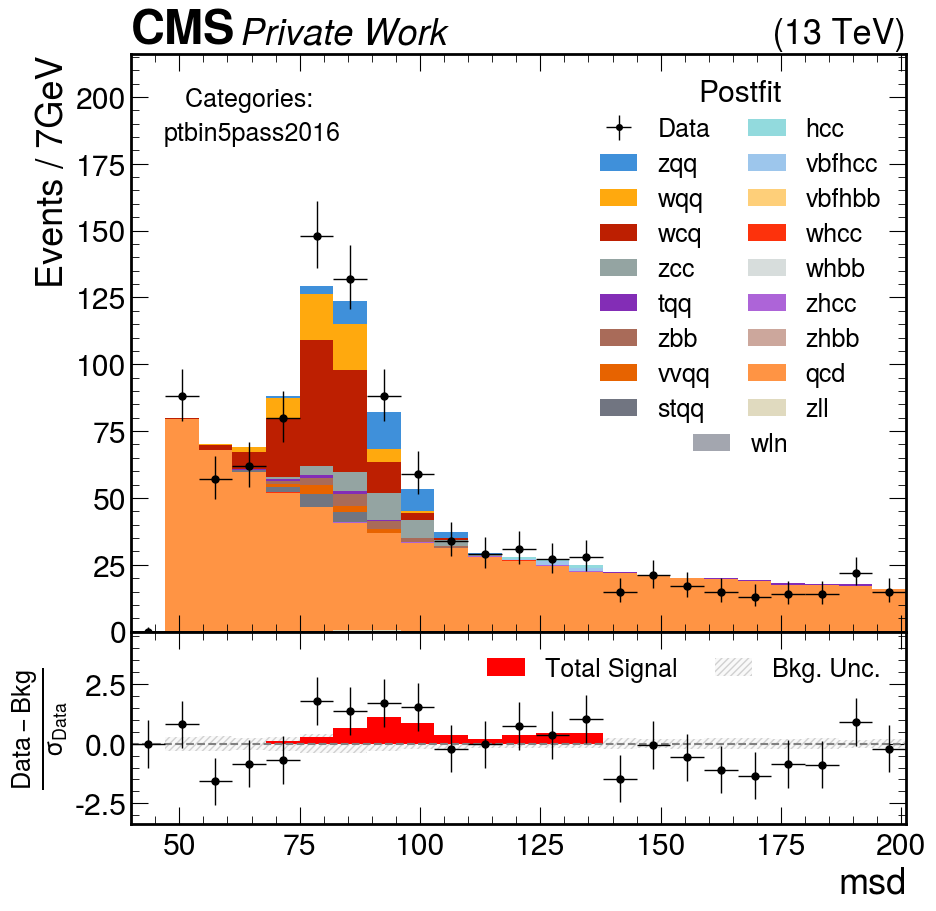 CMS Private Work (13 TeV)
Events / 7GeV
200
175
150
125
100
75
50
25
0
Categories:
ptbin5pass2016
Postfit
Data
zqq
wqq
wcq
zcc
tqq
zbb
vvqq
stqq
hcc
vbfhcc
vbfhbb
whcc
whbb
zhcc
zhbb
qcd
zll
wln
Data – Bkg
σData
2.5
0.0
-2.5
Total Signal
Bkg. Unc.
50 75 100 125 150 175 200
msd